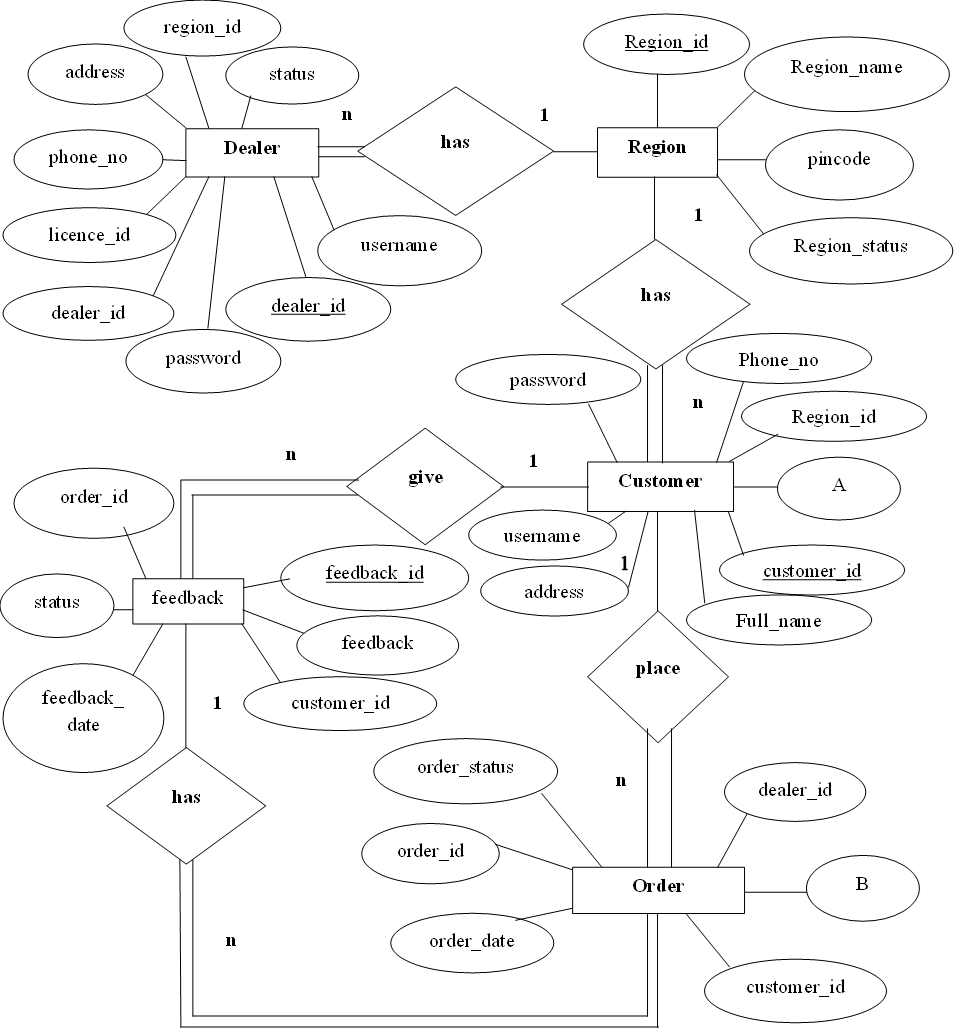 region_id
Region_id
address
status
Region_name
n
1
has
Dealer
Region
phone_no
pincode
1
licence_id
username
Region_status
has
dealer_id
dealer_id
password
Phone_no
password
n
Region_id
n
1
give
Customer
A
order_id
username
feedback_id
1
customer_id
status
feedback
address
Full_name
feedback
place
feedback_
date
1
customer_id
order_status
n
dealer_id
has
order_id
Order
B
n
order_date
customer_id